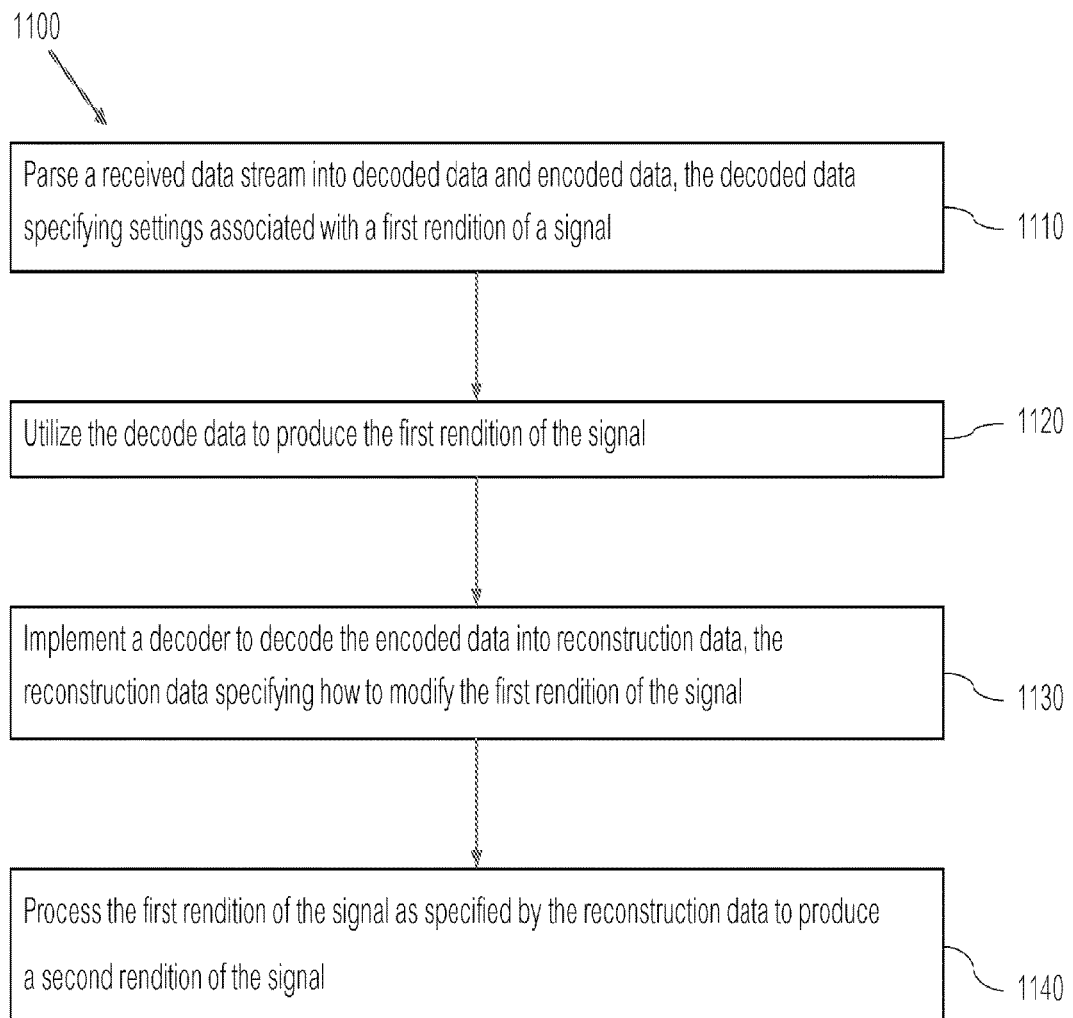 1100
Parse a received data stream into decoded data and encoded data, the decoded data
specifying settings associated with a first rendition of a signal
1110
Utilize the decode data to produce the first rendition of the signal
1120
Implement a decoder to decode the encoded data into reconstruction data, the
reconstruction data specifying how to modify the first rendition of the signal
1130
Process the first rendition of the signal as specified by the reconstruction data to produce
a second rendition of the signal
1140